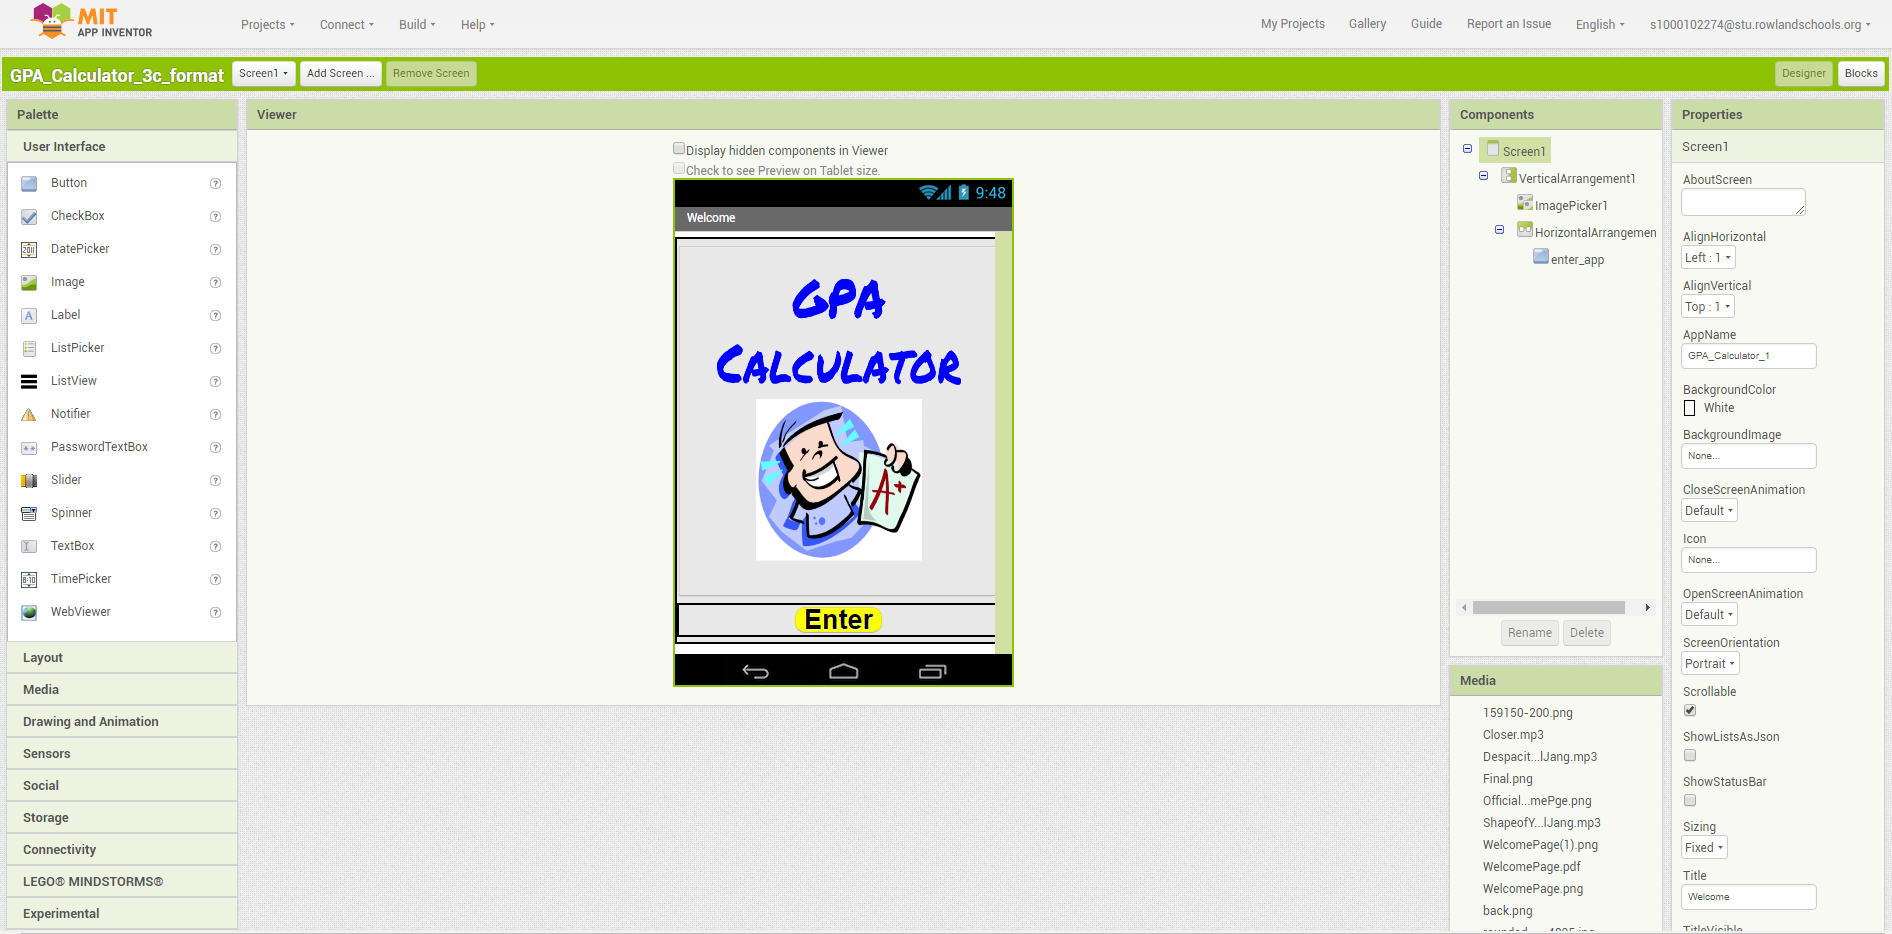 MIT
APP INVENTOR
Projects
Connect
Build
Help
My Projects
Gallery
Guide
Report an Issue
English
s1000102274@stu.rowlandschools.org
GPA_Calculator_3c_format
Screen1
Add Screen ...
Remove Screen
Designer
Blocks
Palette
User Interface
Button
CheckBox
DatePicker
Image
Label
ListPicker
ListView
Notifier
PasswordTextBox
Slider
Spinner
TextBox
TimePicker
WebViewer
Layout
Media
Drawing and Animation
Sensors
Social
Storage
Connectivity
LEGO® MINDSTORMS®
Experimental
Viewer
Display hidden components in Viewer
Check to see Preview on Tablet size.
9:48
Welcome
GPA
CALCULATOR
A+
Enter
Components
Screen1
VerticalArrangement1
ImagePicker1
HorizontalArrangemen
enter_app
Rename
Delete
Media
159150-200.png
Closer.mp3
Despacit...lJang.mp3
Final.png
Official...mePge.png
ShapeofY...lJang.mp3
WelcomePage(1).png
WelcomePage.pdf
WelcomePage.png
back.png
Properties
Screen1
AboutScreen
AlignHorizontal
Left : 1
AlignVertical
Top : 1
AppName
GPA_Calculator_1
BackgroundColor
White
BackgroundImage
None...
CloseScreenAnimation
Default
Icon
None...
OpenScreenAnimation
Default
ScreenOrientation
Portrait
Scrollable
ShowListsAsJson
ShowStatusBar
Sizing
Fixed
Title
Welcome
TitleVisible